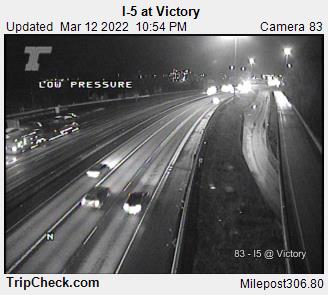 I-5 at Victory
Updated Mar 12 2022 10:54 PM Camera 83
T
LOW PRESSURE
N
83 - I5 @ Victory
TripCheck.com Milepost306.80